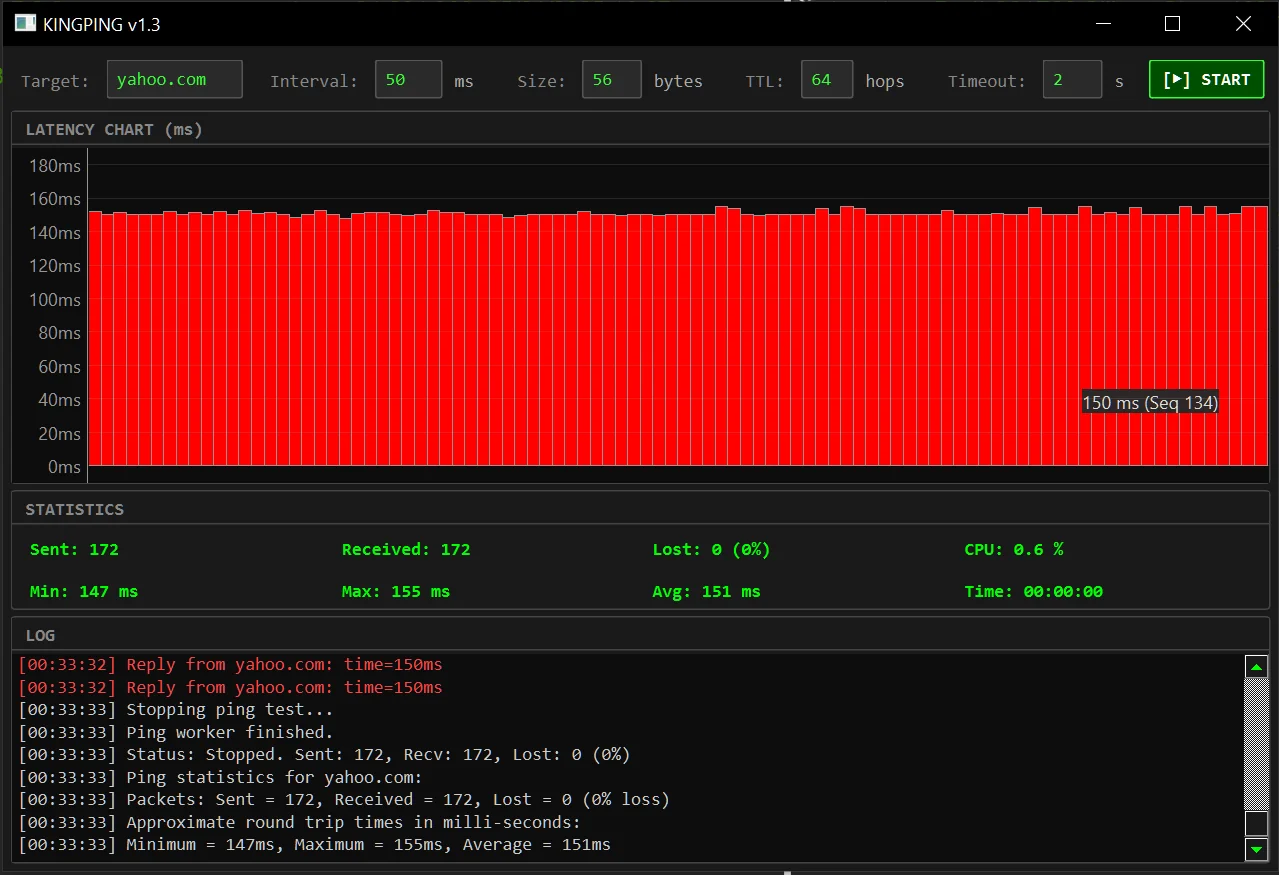 KINGPING v1.3
Target: yahoo.com Interval: 50 ms Size: 56 bytes TTL: 64 hops Timeout: 2 s [▶] START
LATENCY CHART (ms)
180ms
160ms
140ms
120ms
100ms
80ms
60ms
40ms
150 ms (Seq 134)
20ms
0ms
STATISTICS
Sent: 172 Received: 172 Lost: 0 (0%) CPU: 0.6 %
Min: 147 ms Max: 155 ms Avg: 151 ms Time: 00:00:00
LOG
[00:33:32] Reply from yahoo.com: time=150ms
[00:33:32] Reply from yahoo.com: time=150ms
[00:33:33] Stopping ping test...
[00:33:33] Ping worker finished.
[00:33:33] Status: Stopped. Sent: 172, Recv: 172, Lost: 0 (0%)
[00:33:33] Ping statistics for yahoo.com:
[00:33:33] Packets: Sent = 172, Received = 172, Lost = 0 (0% loss)
[00:33:33] Approximate round trip times in milli-seconds:
[00:33:33] Minimum = 147ms, Maximum = 155ms, Average = 151ms